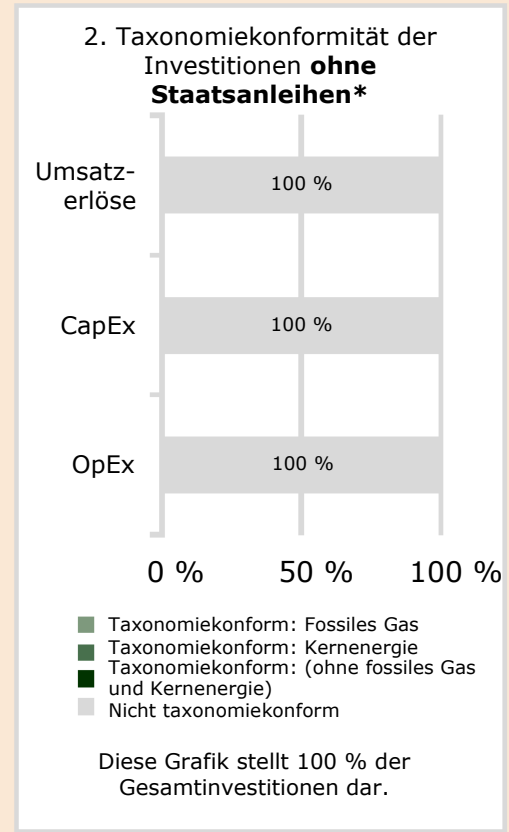 2. Taxonomiekonformität der
Investitionen ohne
Staatsanleihen*
Umsatz-
erlöse
100 %
CapEx
100 %
OpEx
100 %
0 %
50 %
100 %
Taxonomiekonform: Fossiles Gas
Taxonomiekonform: Kernenergie
Taxonomiekonform: (ohne fossiles Gas
und Kernenergie)
Nicht taxonomiekonform
Diese Grafik stellt 100 % der
Gesamtinvestitionen dar.